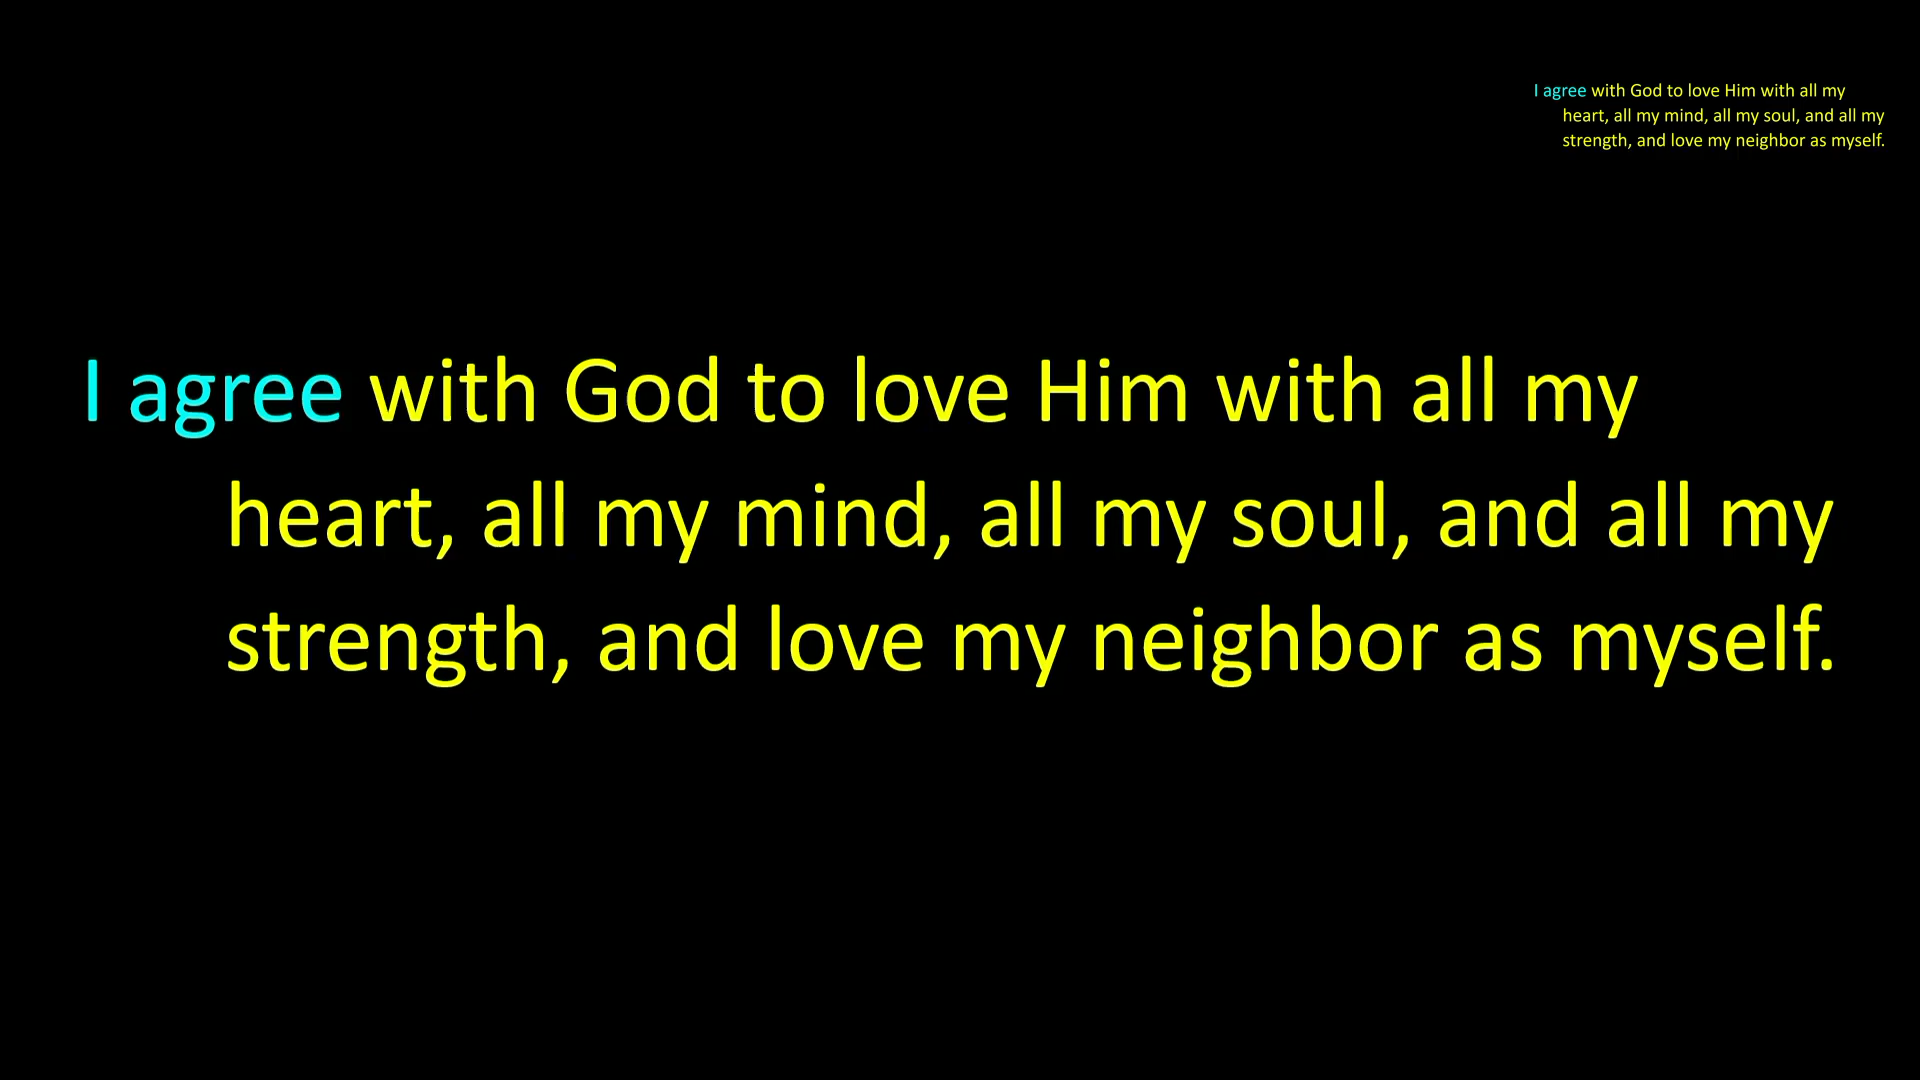 I agree with God to love Him with all my
heart, all my mind, all my soul, and all my
strength, and love my neighbor as myself.
I agree with God to love Him with all my
heart, all my mind, all my soul, and all my
strength, and love my neighbor as myself.